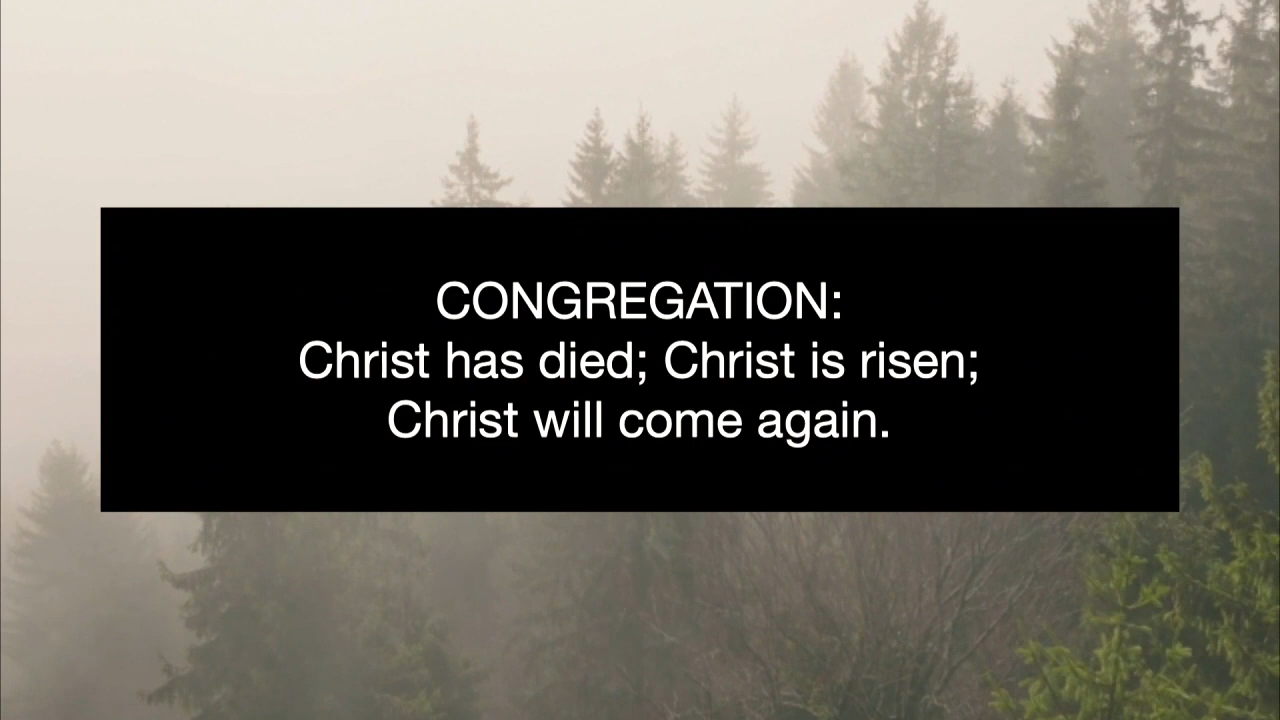 CONGREGATION:
Christ has died; Christ is risen;
Christ will come again.